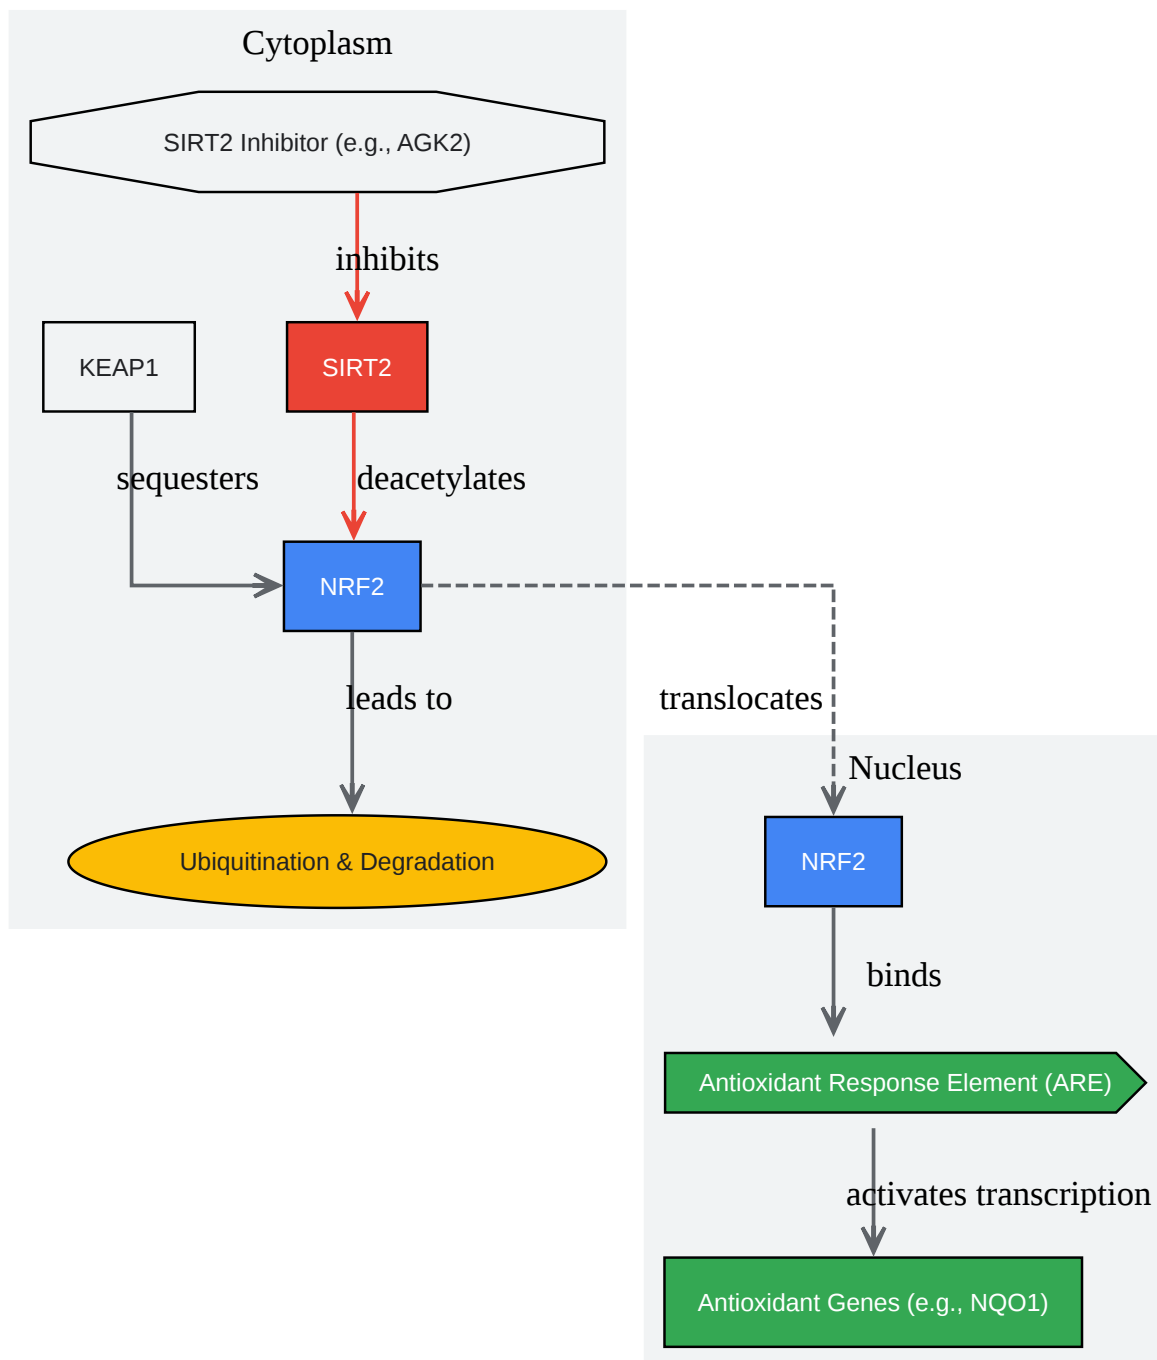 Cytoplasm
SIRT2 Inhibitor (e.g., AGK2)
inhibits
KEAP1
SIRT2
sequesters
deacetylates
NRF2
leads to
translocates
Ubiquitination & Degradation
Nucleus
NRF2
binds
Antioxidant Response Element (ARE)
activates transcription
Antioxidant Genes (e.g., NQO1)